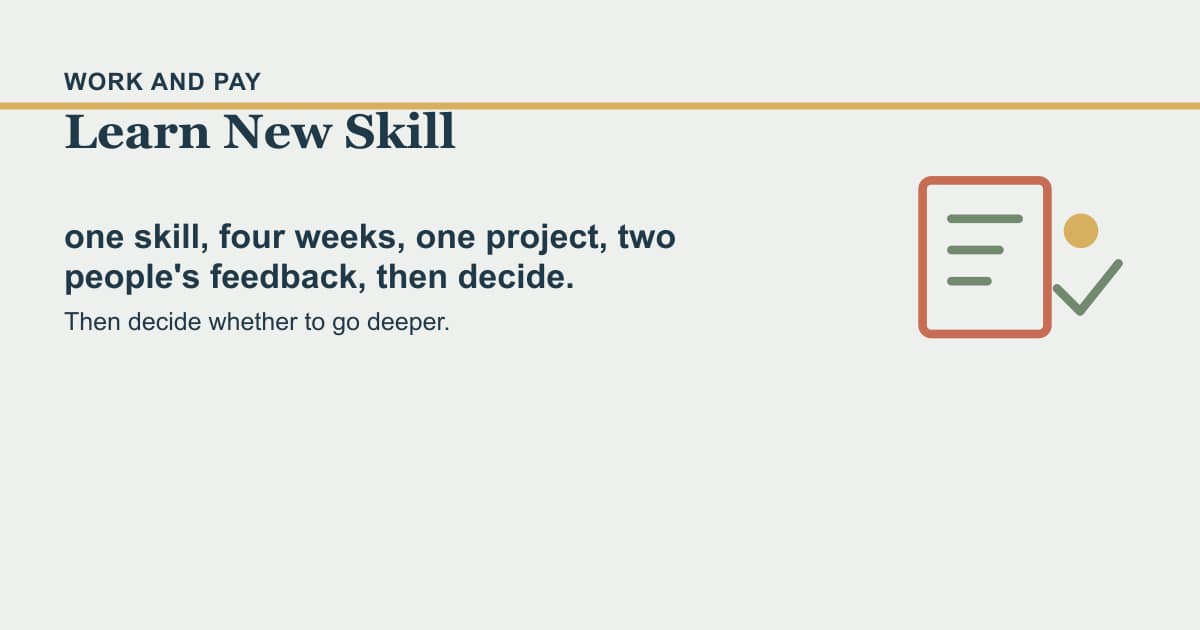 WORK AND PAY
Learn New Skill
one skill, four weeks, one project, two
people's feedback, then decide.
Then decide whether to go deeper.